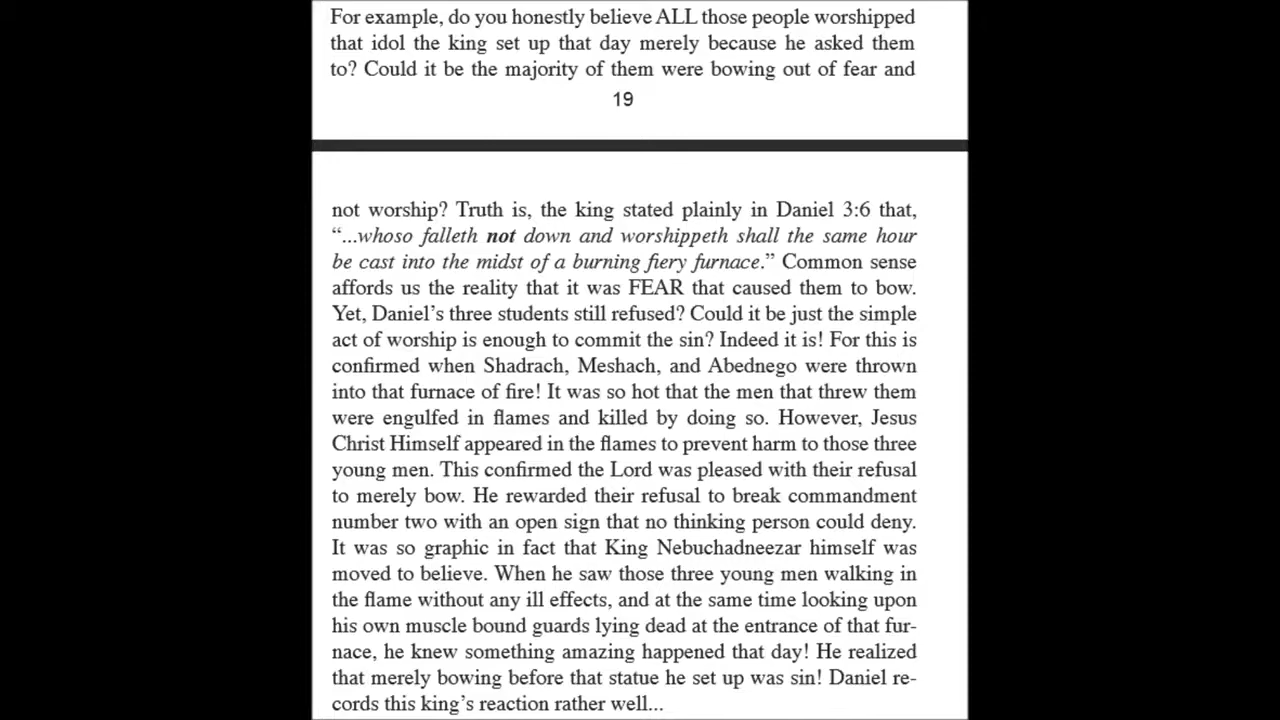 For example, do you honestly believe ALL those people worshipped
that idol the king set up that day merely because he asked them
to? Could it be the majority of them were bowing out of fear and
19
not worship? Truth is, the king stated plainly in Daniel 3:6 that,
“...whoso falleth not down and worshippeth shall the same hour
be cast into the midst of a burning fiery furnace.” Common sense
affords us the reality that it was FEAR that caused them to bow.
Yet, Daniel’s three students still refused? Could it be just the simple
act of worship is enough to commit the sin? Indeed it is! For this is
confirmed when Shadrach, Meshach, and Abednego were thrown
into that furnace of fire! It was so hot that the men that threw them
were engulfed in flames and killed by doing so. However, Jesus
Christ Himself appeared in the flames to prevent harm to those three
young men. This confirmed the Lord was pleased with their refusal
to merely bow. He rewarded their refusal to break commandment
number two with an open sign that no thinking person could deny.
It was so graphic in fact that King Nebuchadneezar himself was
moved to believe. When he saw those three young men walking in
the flame without any ill effects, and at the same time looking upon
his own muscle bound guards lying dead at the entrance of that fur-
nace, he knew something amazing happened that day! He realized
that merely bowing before that statue he set up was sin! Daniel re-
cords this king’s reaction rather well...